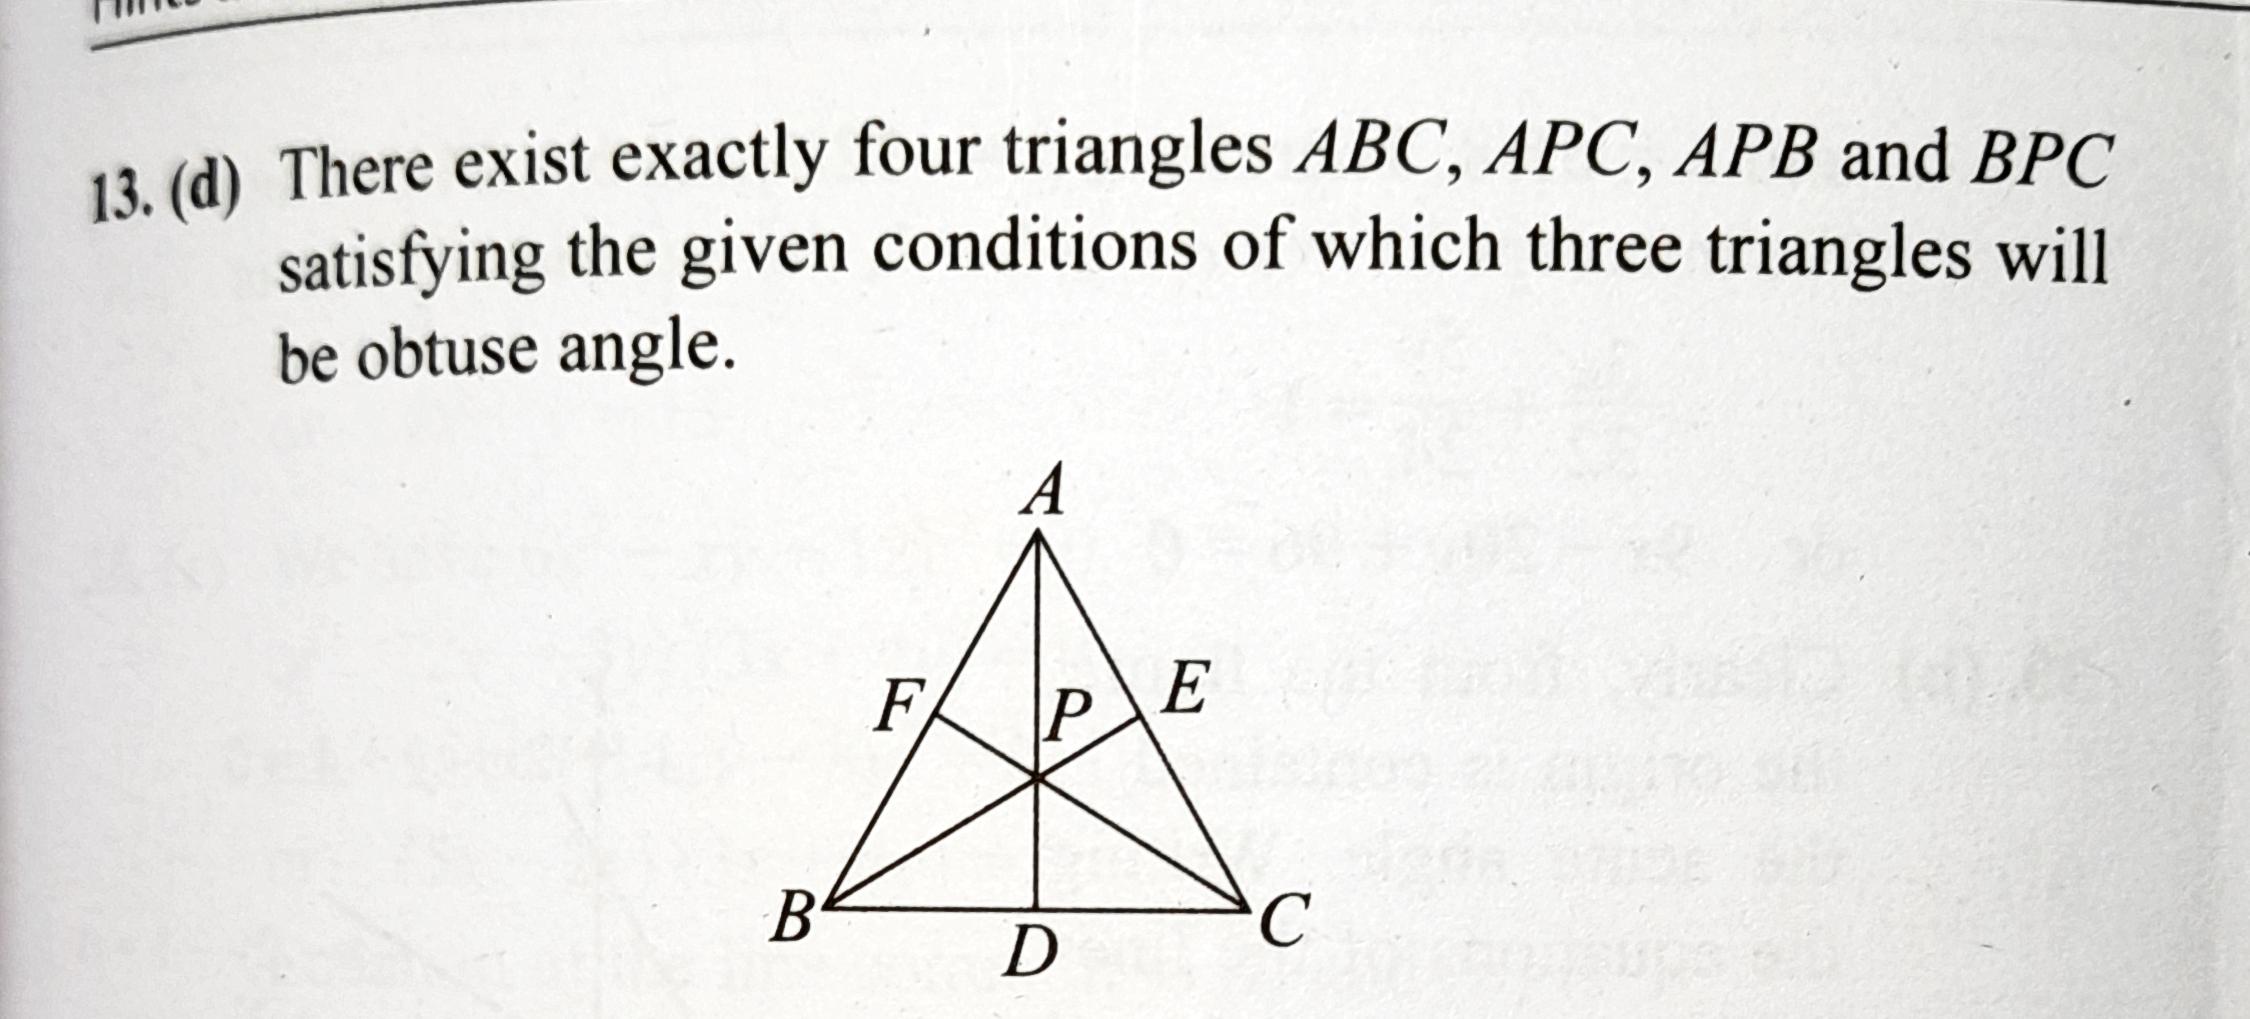 13. (d) There exist exactly four triangles ABC, APC, APB and BPC
satisfying the given conditions of which three triangles will
be obtuse angle.
A
F P E
B C
D